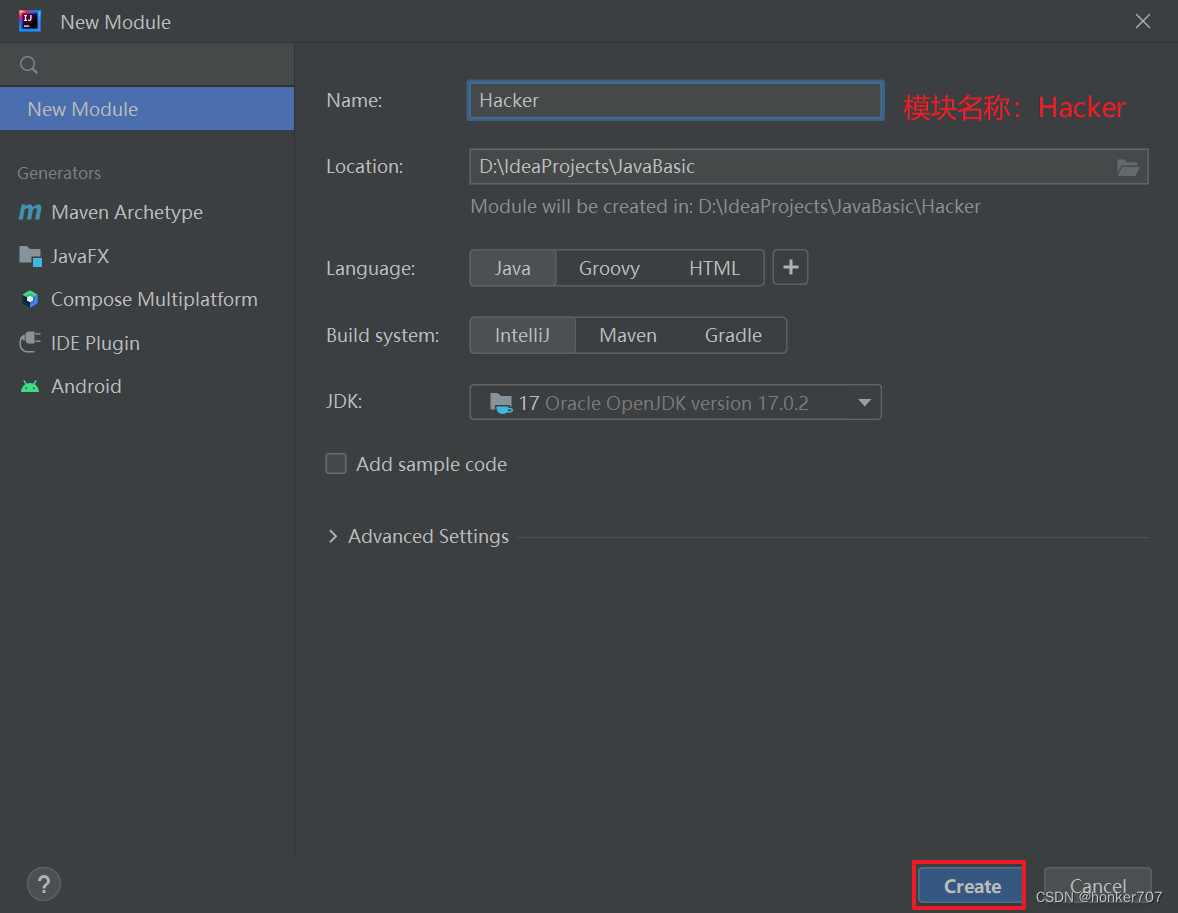 New Module
New Module
Generators
Maven Archetype
JavaFX
Compose Multiplatform
IDE Plugin
Android
Name:
Hacker
模块名称：Hacker
Location:
D:\IdeaProjects\JavaBasic
Module will be created in: D:\IdeaProjects\JavaBasic\Hacker
Language:
Java Groovy HTML +
Build system:
IntelliJ Maven Gradle
JDK:
17 Oracle OpenJDK version 17.0.2
Add sample code
Advanced Settings
?
Create
Cancel
CSDN @honker707